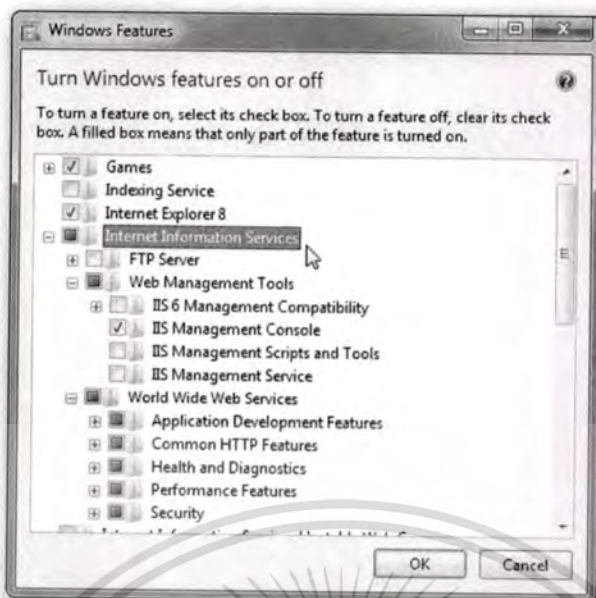 Windows Features
Turn Windows features on or off
To turn a feature on, select its check box. To turn a feature off, clear its check
box. A filled box means that only part of the feature is turned on.
Games
Indexing Service
Internet Explorer 8
Internet Information Services
FTP Server
Web Management Tools
IIS 6 Management Compatibility
IIS Management Console
IIS Management Scripts and Tools
IIS Management Service
World Wide Web Services
Application Development Features
Common HTTP Features
Health and Diagnostics
Performance Features
Security
OK Cancel